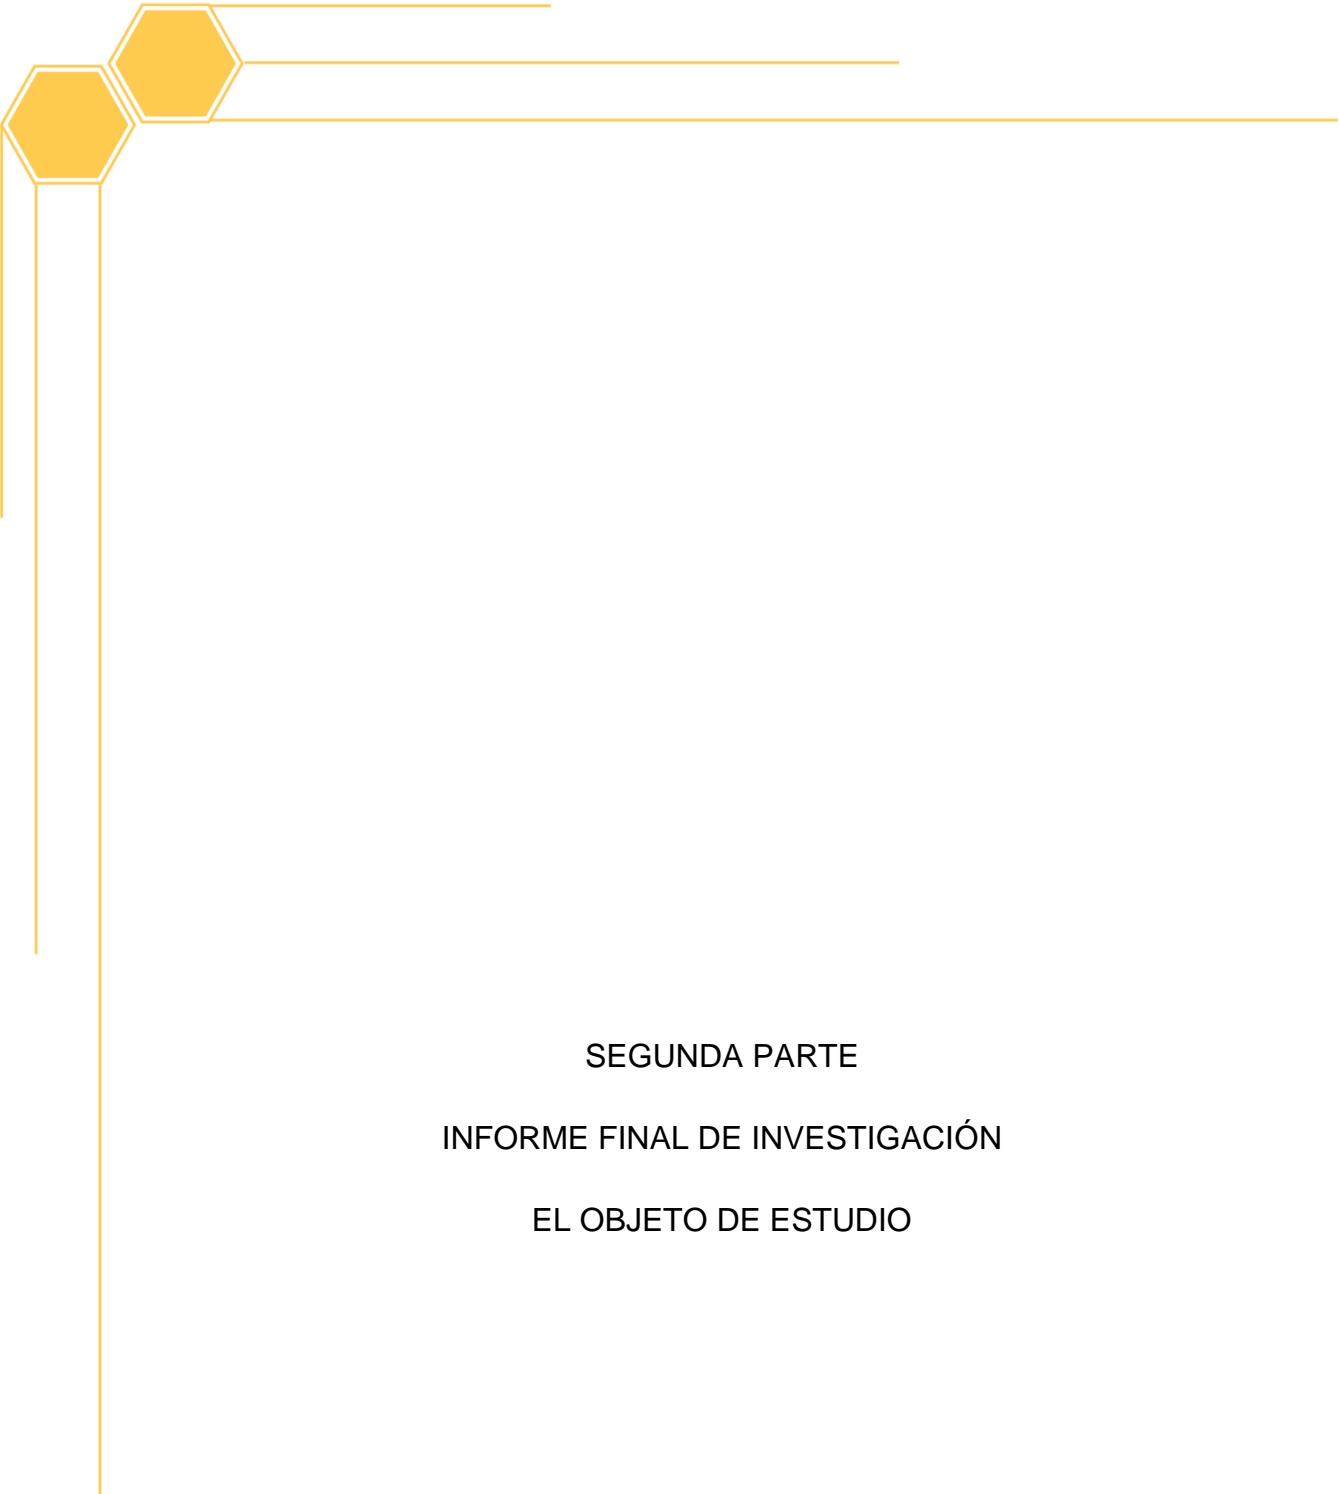 SEGUNDA PARTE
INFORME FINAL DE INVESTIGACIÓN
EL OBJETO DE ESTUDIO